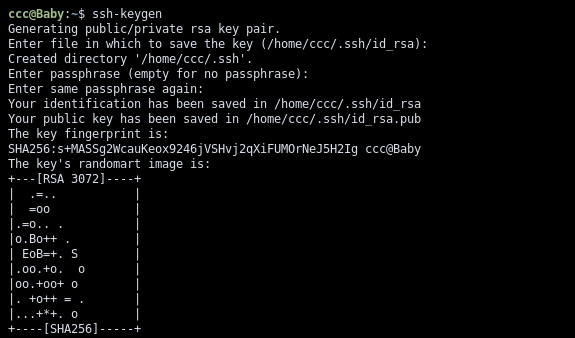 ccc@Baby:~$ ssh-keygen
Generating public/private rsa key pair.
Enter file in which to save the key (/home/ccc/.ssh/id_rsa):
Created directory '/home/ccc/.ssh'.
Enter passphrase (empty for no passphrase):
Enter same passphrase again:
Your identification has been saved in /home/ccc/.ssh/id_rsa
Your public key has been saved in /home/ccc/.ssh/id_rsa.pub
The key fingerprint is:
SHA256:s+MASSg2WcauKeox9246jVSHvj2qXiFUMOrNeJ5H2Ig ccc@Baby
The key's randomart image is:
+---[RSA 3072]----+
|  .=..           |
|  =oo            |
|.=o.. .          |
|o.Bo++ .         |
| EoB=+. S        |
|.oo.+o.  o       |
|oo.+oo+ o        |
|. +o++ = .       |
|...+*+. o        |
+----[SHA256]-----+